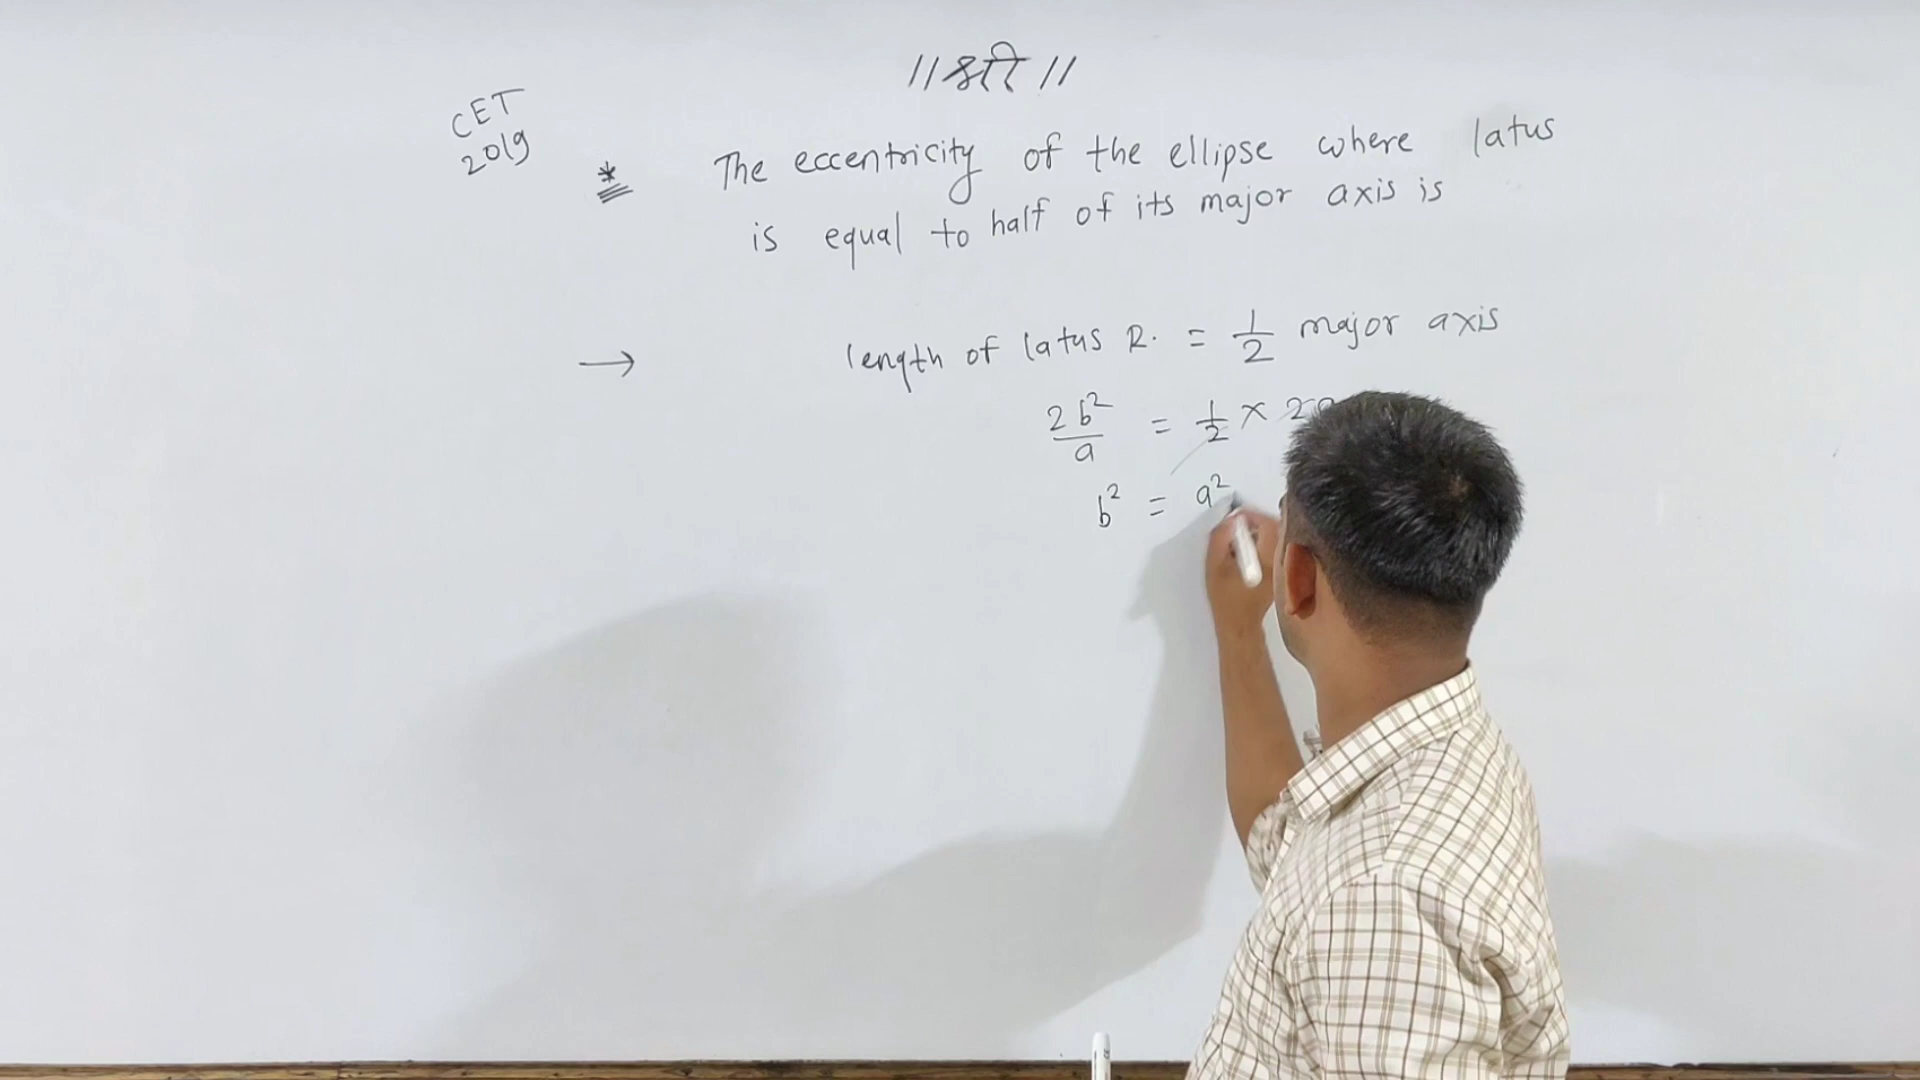 ॥ श्री ॥
CET
2019
* The eccentricity of the ellipse where latus
is equal to half of its major axis is
→ length of latus R. = 1/2 major axis
2b²/a = 1/2 × 2a
b² = a²